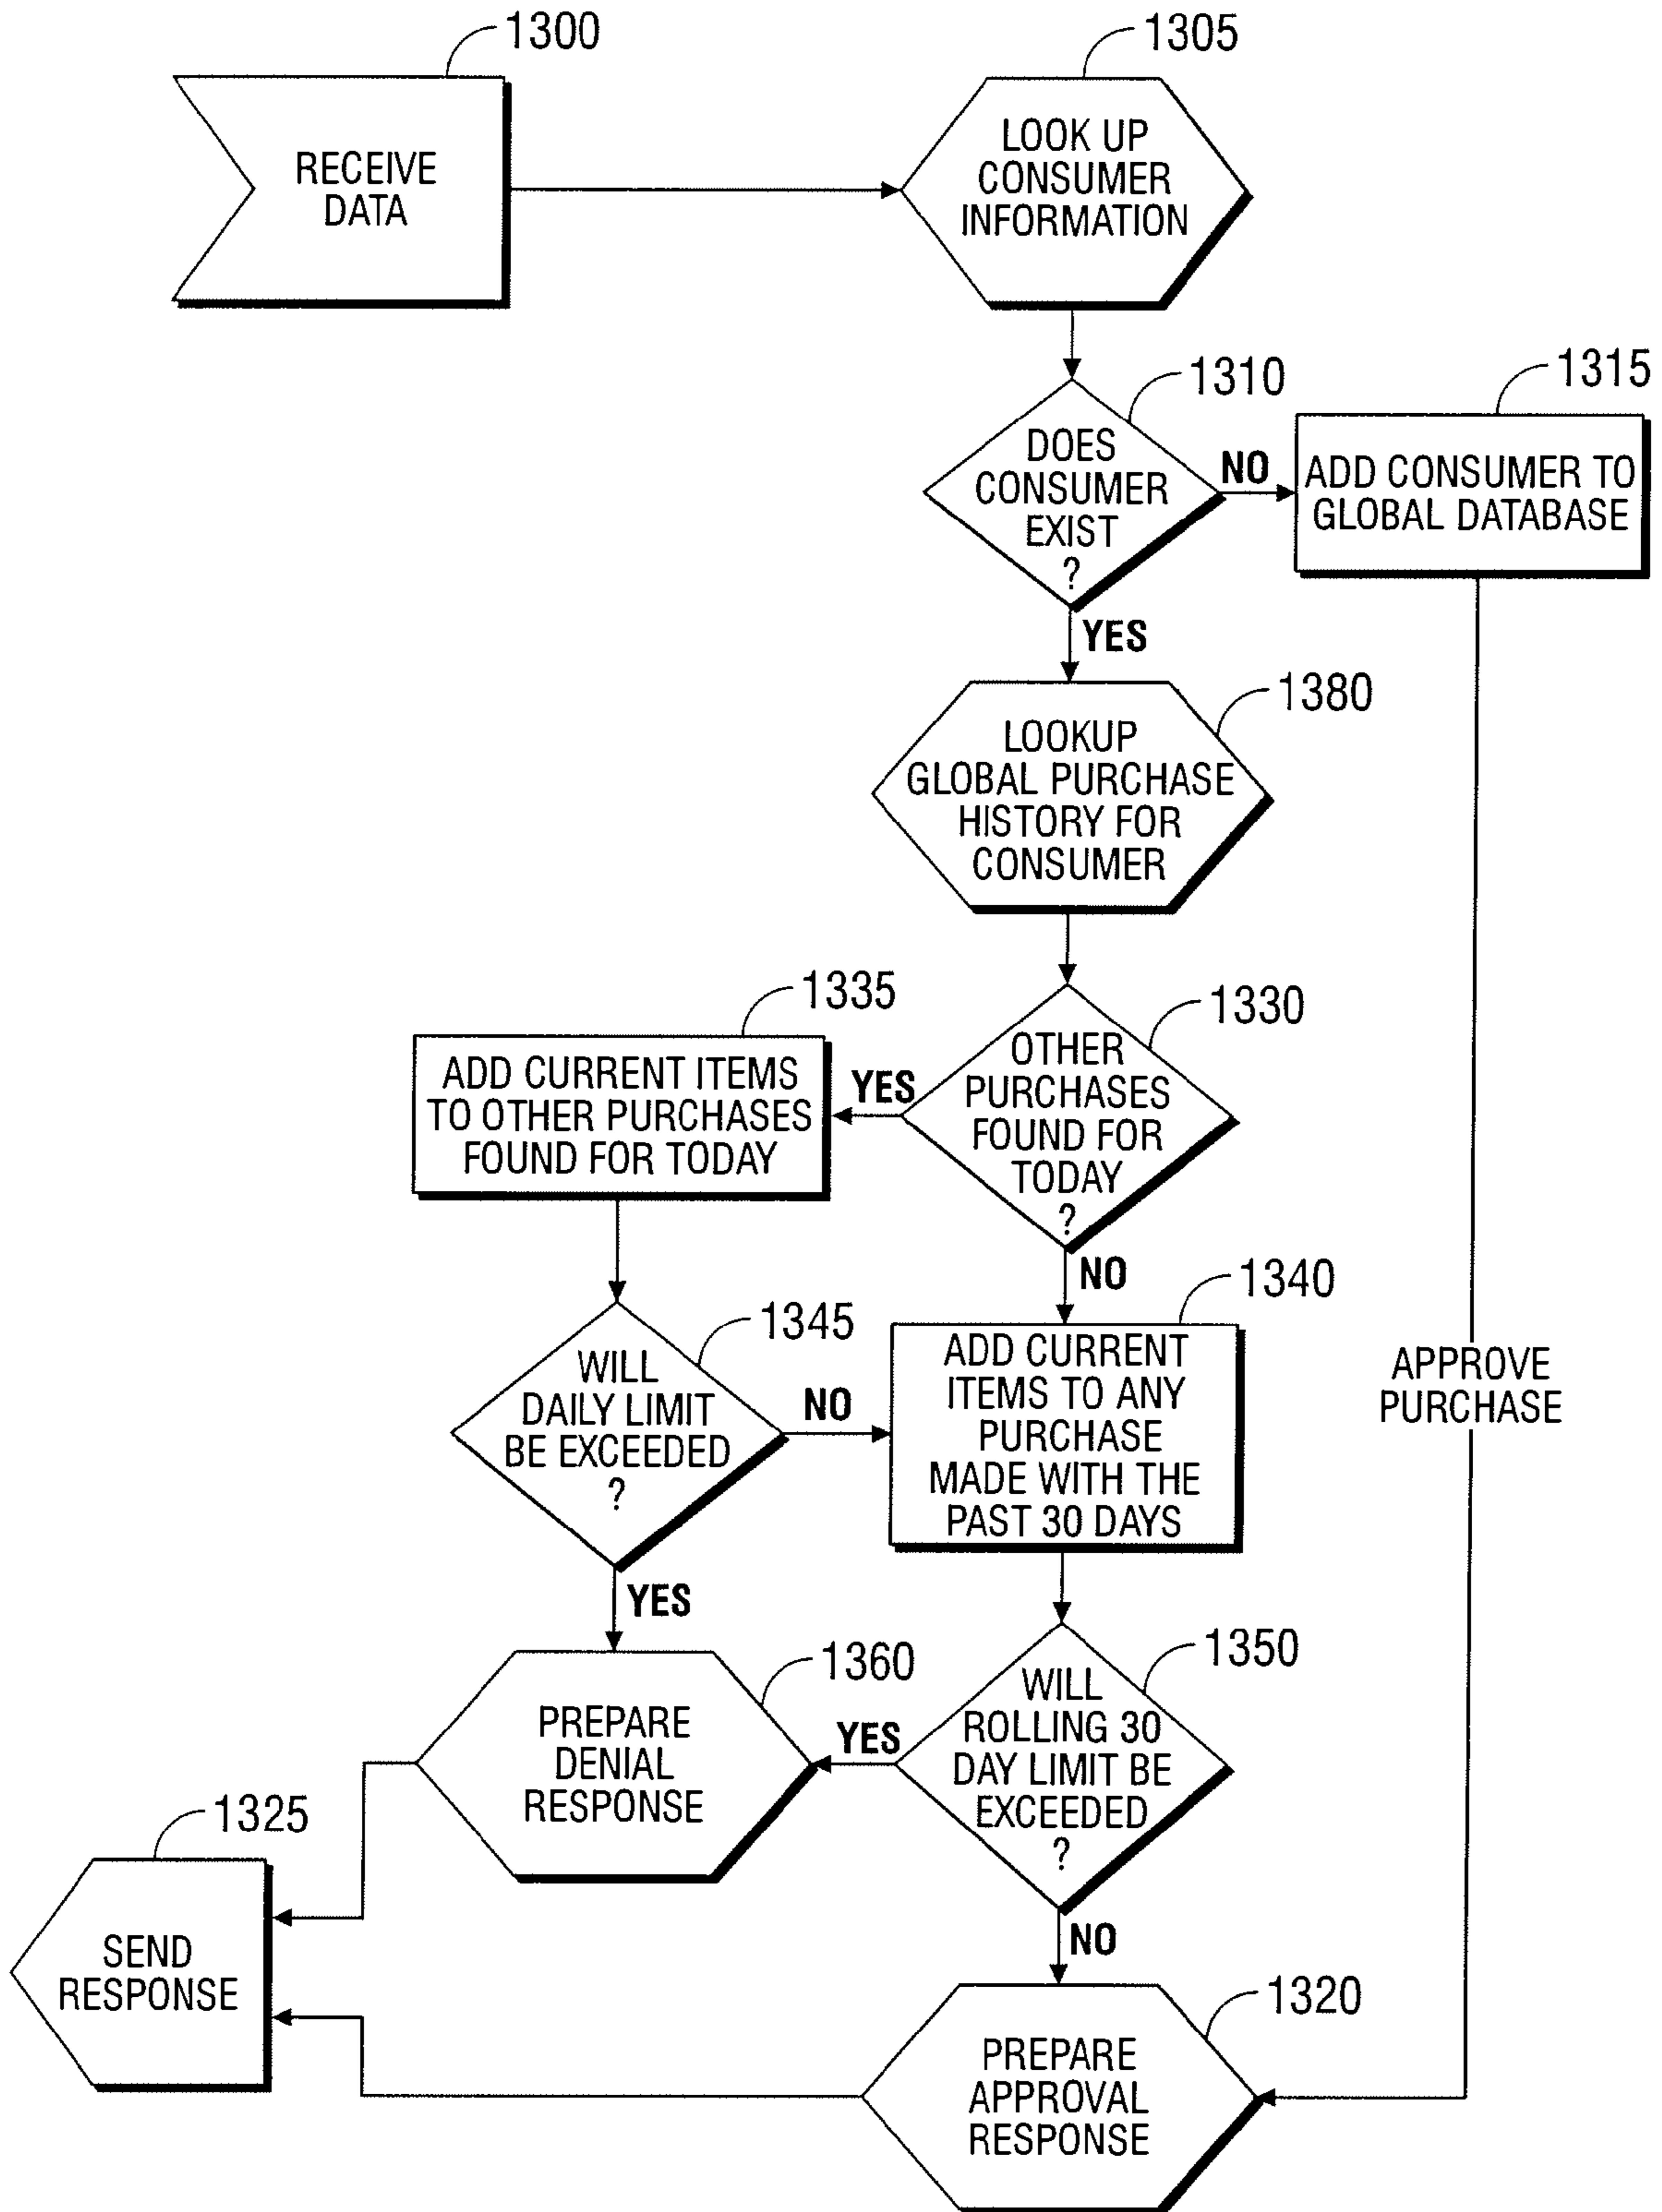 1300
RECEIVE
DATA
1305
LOOK UP
CONSUMER
INFORMATION
1310
DOES
CONSUMER
EXIST
?
NO
1315
ADD CONSUMER TO
GLOBAL DATABASE
YES
1380
LOOKUP
GLOBAL PURCHASE
HISTORY FOR
CONSUMER
1330
OTHER
PURCHASES
FOUND FOR
TODAY
?
YES
1335
ADD CURRENT ITEMS
TO OTHER PURCHASES
FOUND FOR TODAY
NO
1340
ADD CURRENT
ITEMS TO ANY
PURCHASE
MADE WITH THE
PAST 30 DAYS
1345
WILL
DAILY LIMIT
BE EXCEEDED
?
NO
APPROVE
PURCHASE
YES
1360
PREPARE
DENIAL
RESPONSE
YES
1350
WILL
ROLLING 30
DAY LIMIT BE
EXCEEDED
?
1325
SEND
RESPONSE
NO
1320
PREPARE
APPROVAL
RESPONSE